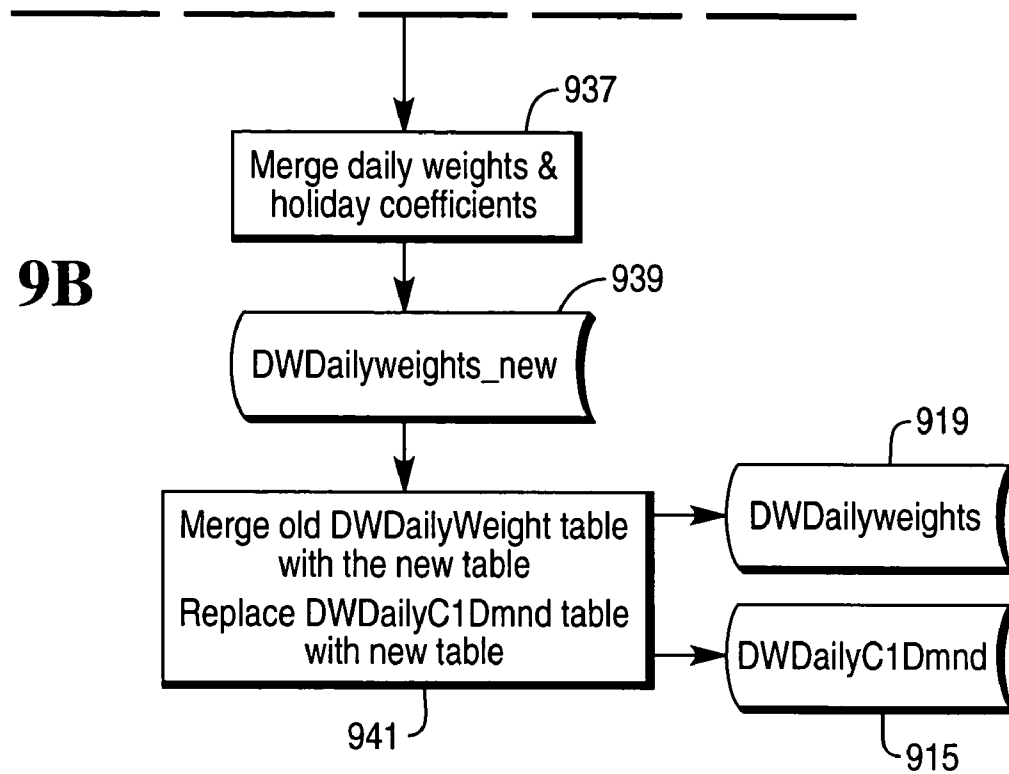 937
Merge daily weights &
holiday coefficients
9B
939
DWDailyweights_new
919
Merge old DWDailyWeight table
with the new table
Replace DWDailyC1Dmnd table
with new table
DWDailyweights
DWDailyC1Dmnd
941
915